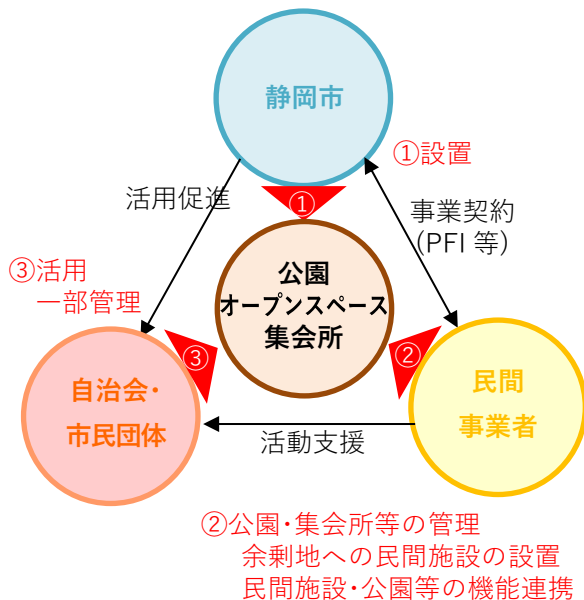 静岡市
①設置
活用促進
①
事業契約
(PFI 等)
③活用
一部管理
公園
オープンスペース
集会所
③
②
自治会・
市民団体
民間
事業者
活動支援
②公園・集会所等の管理
余剰地への民間施設の設置
民間施設・公園等の機能連携